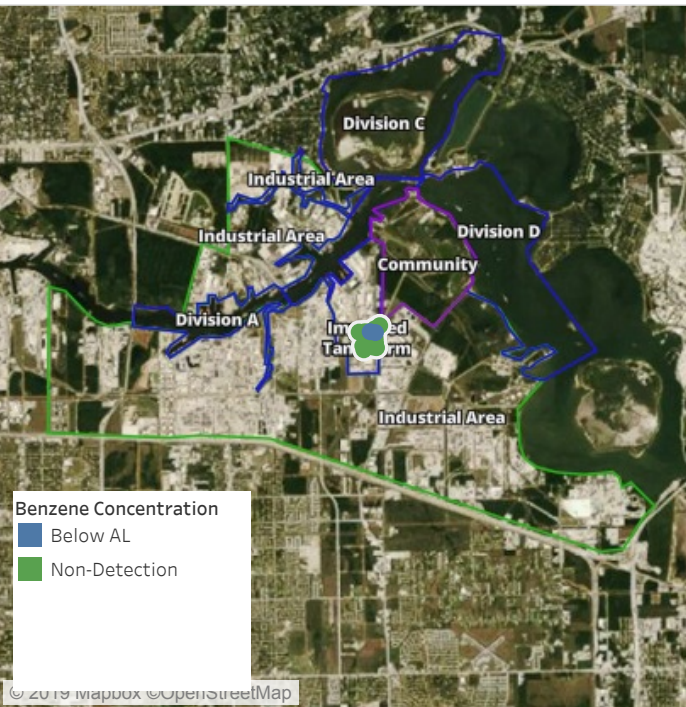 Division C
Industrial Area
Division D
Industrial Area
Community
Division A
Industrial Area
Benzene Concentration
Below AL
Non-Detection
© 2019 Mapbox ©OpenStreetMap